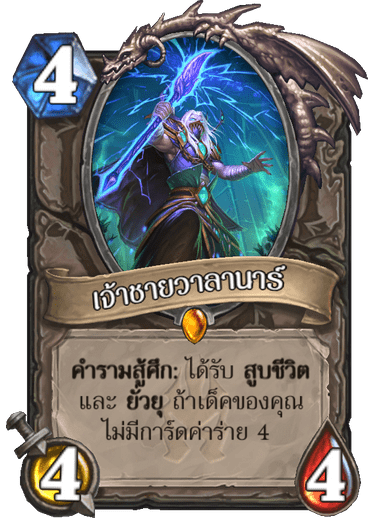 4
เจ้าชายวาลานาร์
คำรามสู้ศึก: ได้รับ สูบชีวิต
และ ยั่วยุ ถ้าเด็คของคุณ
ไม่มีการ์ดค่าร่าย 4
4
4